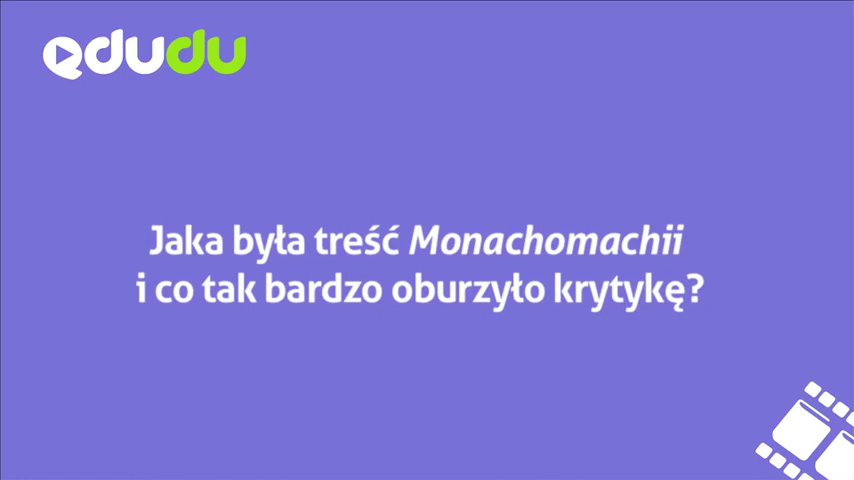 edudu
Jaka była treść Monachomachii
i co tak bardzo oburzyło krytykę?